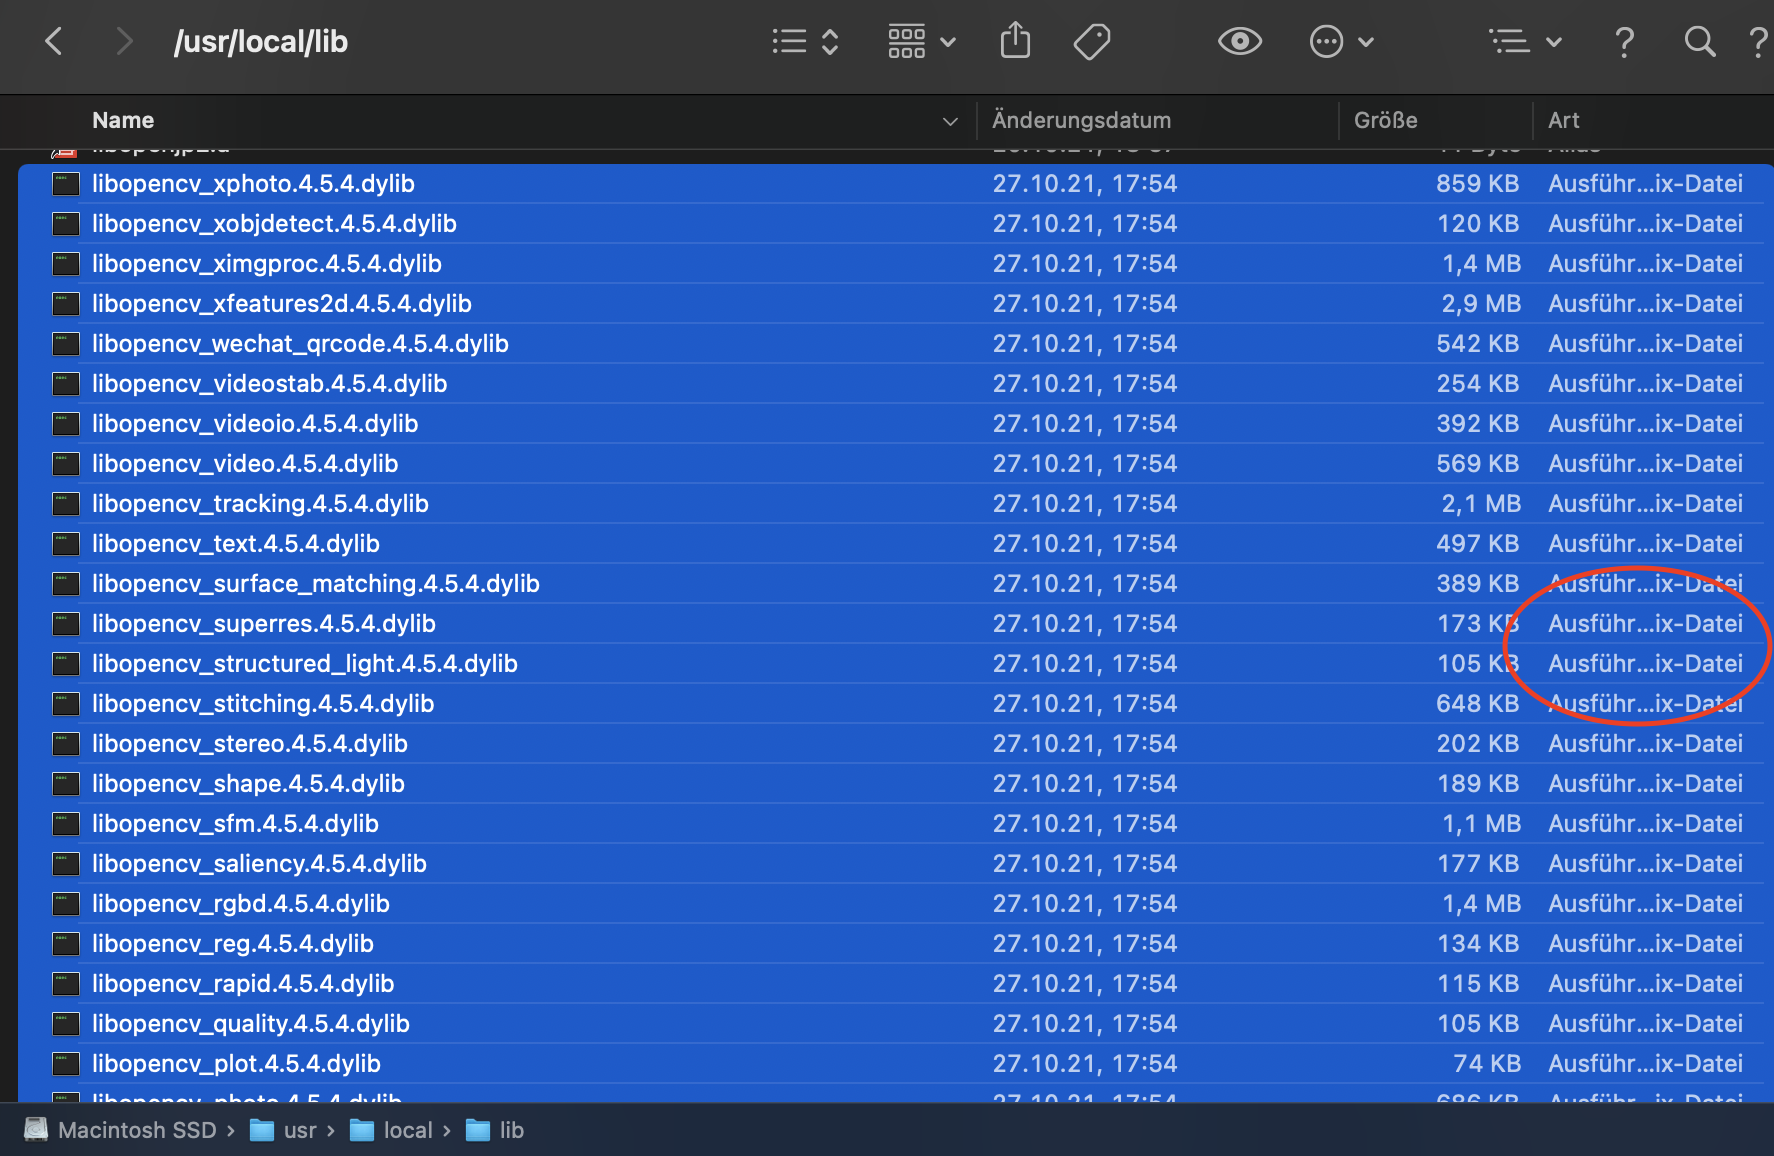 /usr/local/lib
Name Änderungsdatum Größe Art
libopencv_xphoto.4.5.4.dylib 27.10.21, 17:54 859 KB Ausführ...ix-Datei
libopencv_xobjdetect.4.5.4.dylib 27.10.21, 17:54 120 KB Ausführ...ix-Datei
libopencv_ximgproc.4.5.4.dylib 27.10.21, 17:54 1,4 MB Ausführ...ix-Datei
libopencv_xfeatures2d.4.5.4.dylib 27.10.21, 17:54 2,9 MB Ausführ...ix-Datei
libopencv_wechat_qrcode.4.5.4.dylib 27.10.21, 17:54 542 KB Ausführ...ix-Datei
libopencv_videostab.4.5.4.dylib 27.10.21, 17:54 254 KB Ausführ...ix-Datei
libopencv_videoio.4.5.4.dylib 27.10.21, 17:54 392 KB Ausführ...ix-Datei
libopencv_video.4.5.4.dylib 27.10.21, 17:54 569 KB Ausführ...ix-Datei
libopencv_tracking.4.5.4.dylib 27.10.21, 17:54 2,1 MB Ausführ...ix-Datei
libopencv_text.4.5.4.dylib 27.10.21, 17:54 497 KB Ausführ...ix-Datei
libopencv_surface_matching.4.5.4.dylib 27.10.21, 17:54 389 KB Ausführ...ix-Datei
libopencv_superres.4.5.4.dylib 27.10.21, 17:54 173 KB Ausführ...ix-Datei
libopencv_structured_light.4.5.4.dylib 27.10.21, 17:54 105 KB Ausführ...ix-Datei
libopencv_stitching.4.5.4.dylib 27.10.21, 17:54 648 KB Ausführ...ix-Datei
libopencv_stereo.4.5.4.dylib 27.10.21, 17:54 202 KB Ausführ...ix-Datei
libopencv_shape.4.5.4.dylib 27.10.21, 17:54 189 KB Ausführ...ix-Datei
libopencv_sfm.4.5.4.dylib 27.10.21, 17:54 1,1 MB Ausführ...ix-Datei
libopencv_saliency.4.5.4.dylib 27.10.21, 17:54 177 KB Ausführ...ix-Datei
libopencv_rgbd.4.5.4.dylib 27.10.21, 17:54 1,4 MB Ausführ...ix-Datei
libopencv_reg.4.5.4.dylib 27.10.21, 17:54 134 KB Ausführ...ix-Datei
libopencv_rapid.4.5.4.dylib 27.10.21, 17:54 115 KB Ausführ...ix-Datei
libopencv_quality.4.5.4.dylib 27.10.21, 17:54 105 KB Ausführ...ix-Datei
libopencv_plot.4.5.4.dylib 27.10.21, 17:54 74 KB Ausführ...ix-Datei
libopencv_photo.4.5.4.dylib 27.10.21, 17:54 686 KB Ausführ...ix-Datei
Macintosh SSD › usr › local › lib